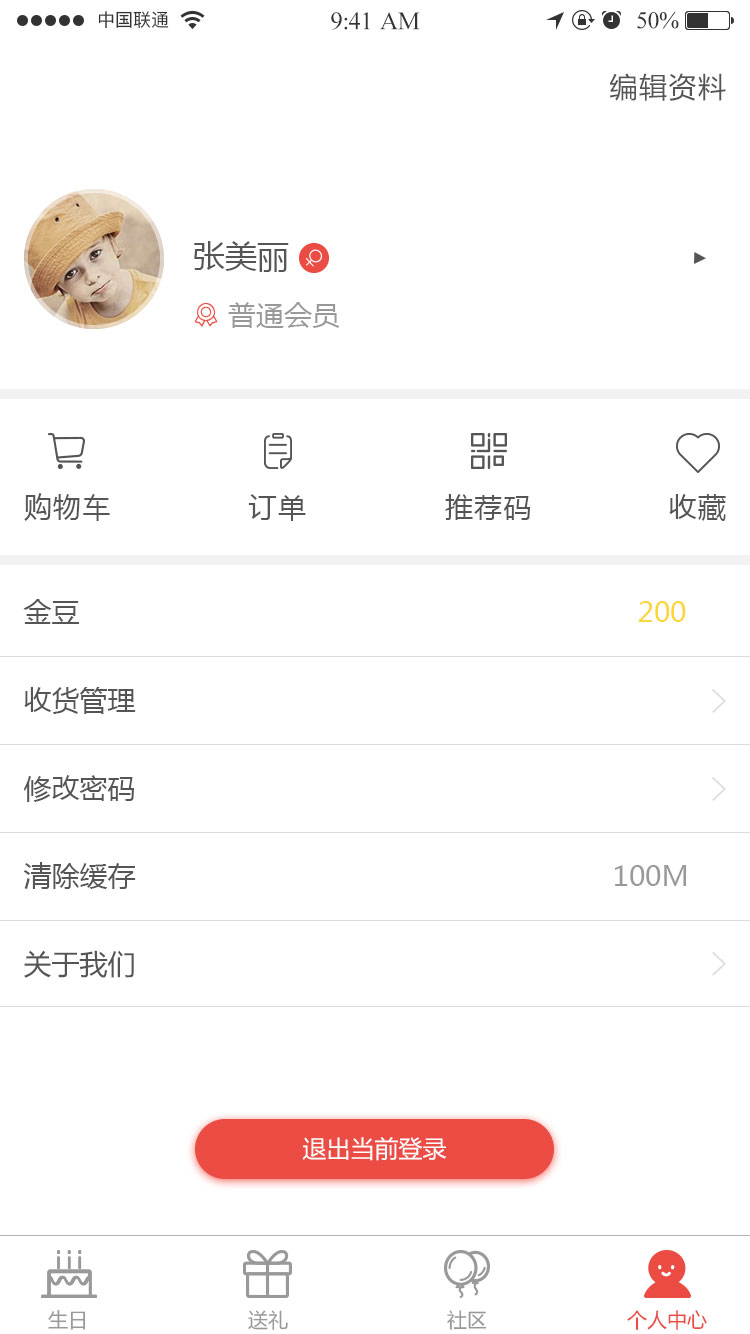 中国联通 9:41 AM 50%
编辑资料
张美丽
普通会员
购物车 订单 推荐码 收藏
金豆 200
收货管理
修改密码
清除缓存 100M
关于我们
退出当前登录
生日 送礼 社区 个人中心